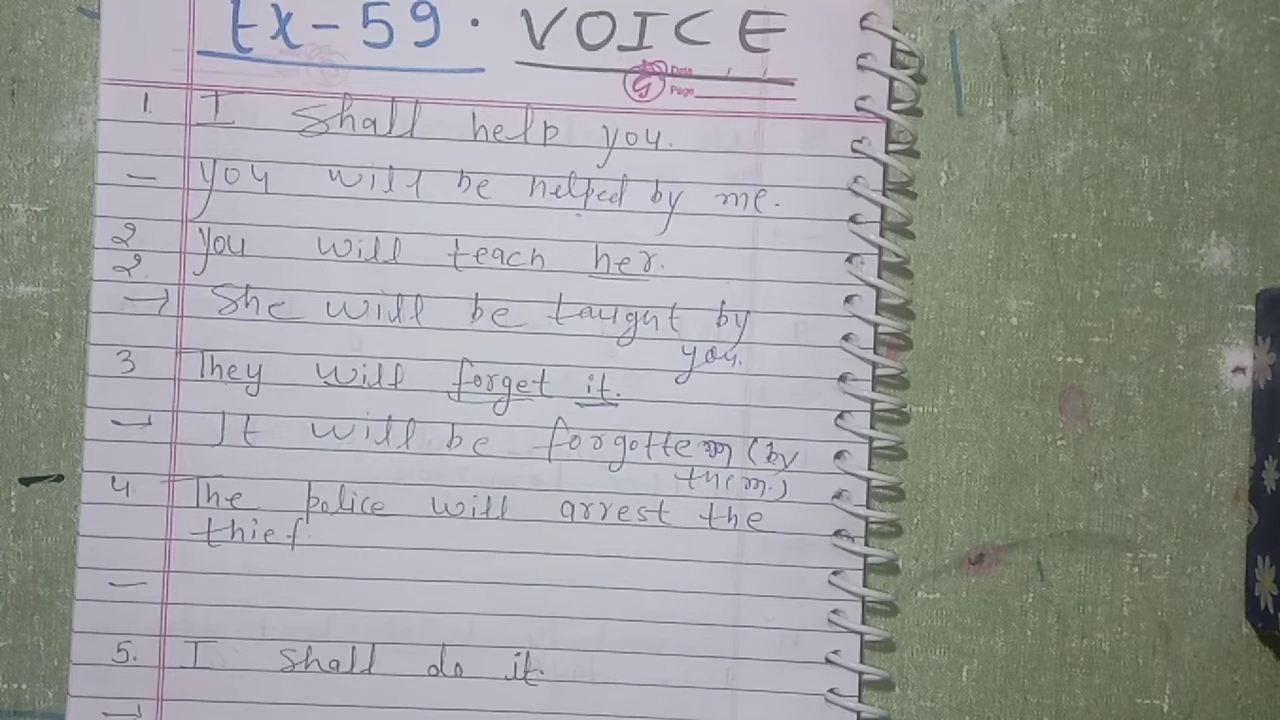 Ex-59. VOICE
Date / /
Page
1. I shall help you.
- you will be helped by me.
2 you will teach her.
2.
→ She will be taught by
you.
3 They will forget it.
→ It will be forgotten (by
them.)
4 The police will arrest the
thief
-
5. I shall do it.
→